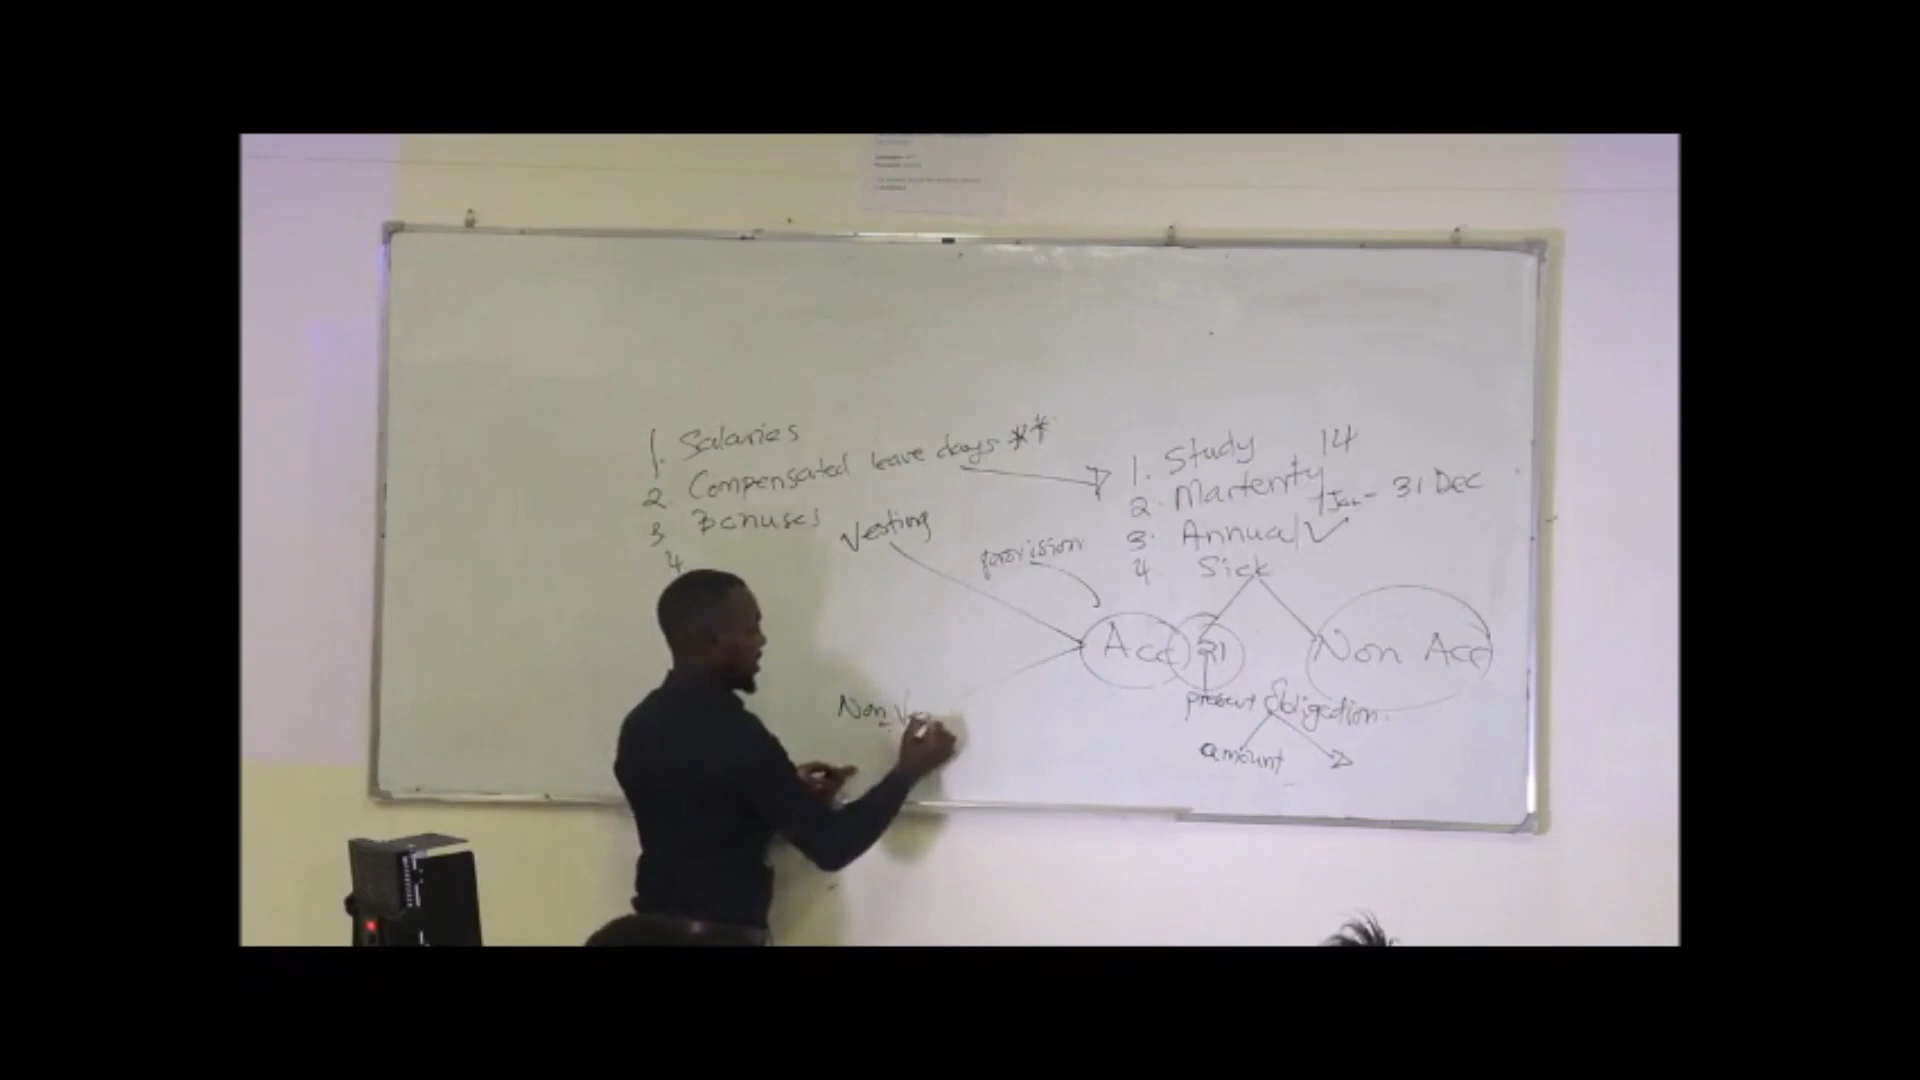 1. Salaries
2. Compensated leave days **
3 Bonuses
4
Vesting
provision
Non
1. Study 14
2. Marternity
1 Jan - 31 Dec
3. Annual ✓
4 Sick
Acc 21
Non Acc
present Obligation.
amount